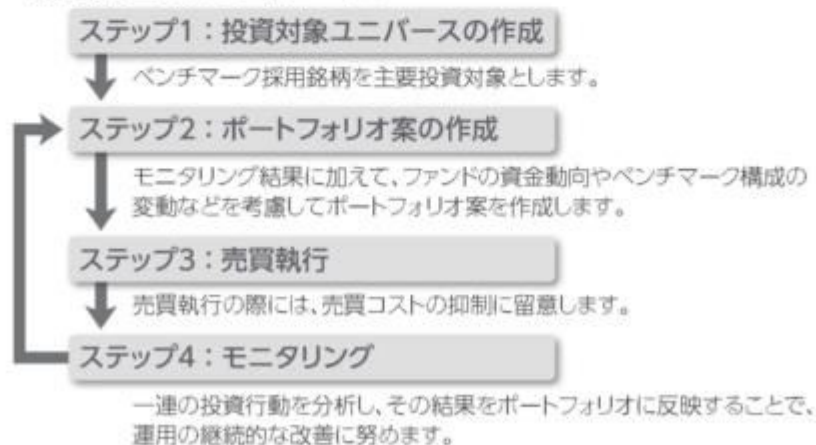 ステップ1：投資対象ユニバースの作成
ベンチマーク採用銘柄を主要投資対象とします。
ステップ2：ポートフォリオ案の作成
モニタリング結果に加えて、ファンドの資金動向やベンチマーク構成の
変動などを考慮してポートフォリオ案を作成します。
ステップ3：売買執行
売買執行の際には、売買コストの抑制に留意します。
ステップ4：モニタリング
一連の投資行動を分析し、その結果をポートフォリオに反映することで、
運用の継続的な改善に努めます。